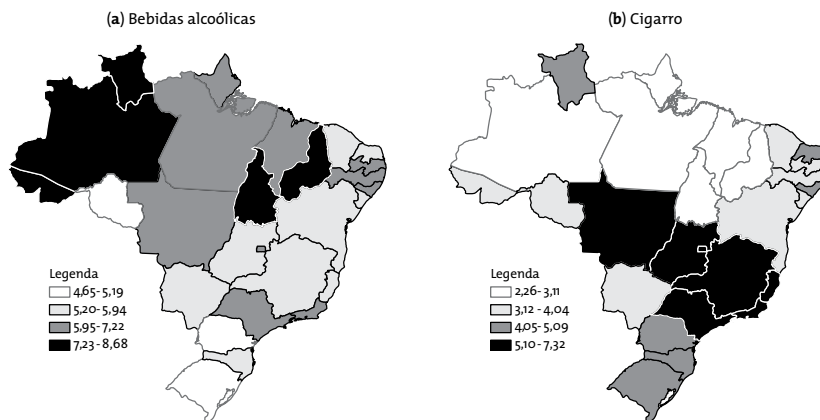 (a) Bebidas alcoólicas
Legenda
4,65 - 5,19
5,20 - 5,94
5,95 - 7,22
7,23 - 8,68
(b) Cigarro
Legenda
2,26 - 3,11
3,12 - 4,04
4,05 - 5,09
5,10 - 7,32